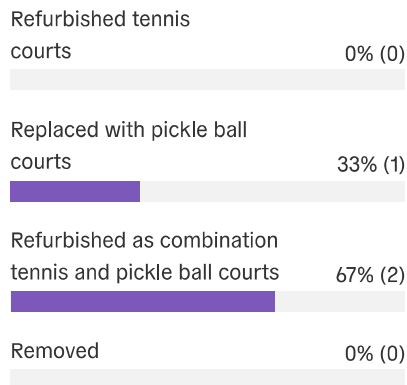 Refurbished tennis
courts 0% (0)
Replaced with pickle ball
courts 33% (1)
Refurbished as combination
tennis and pickle ball courts 67% (2)
Removed 0% (0)